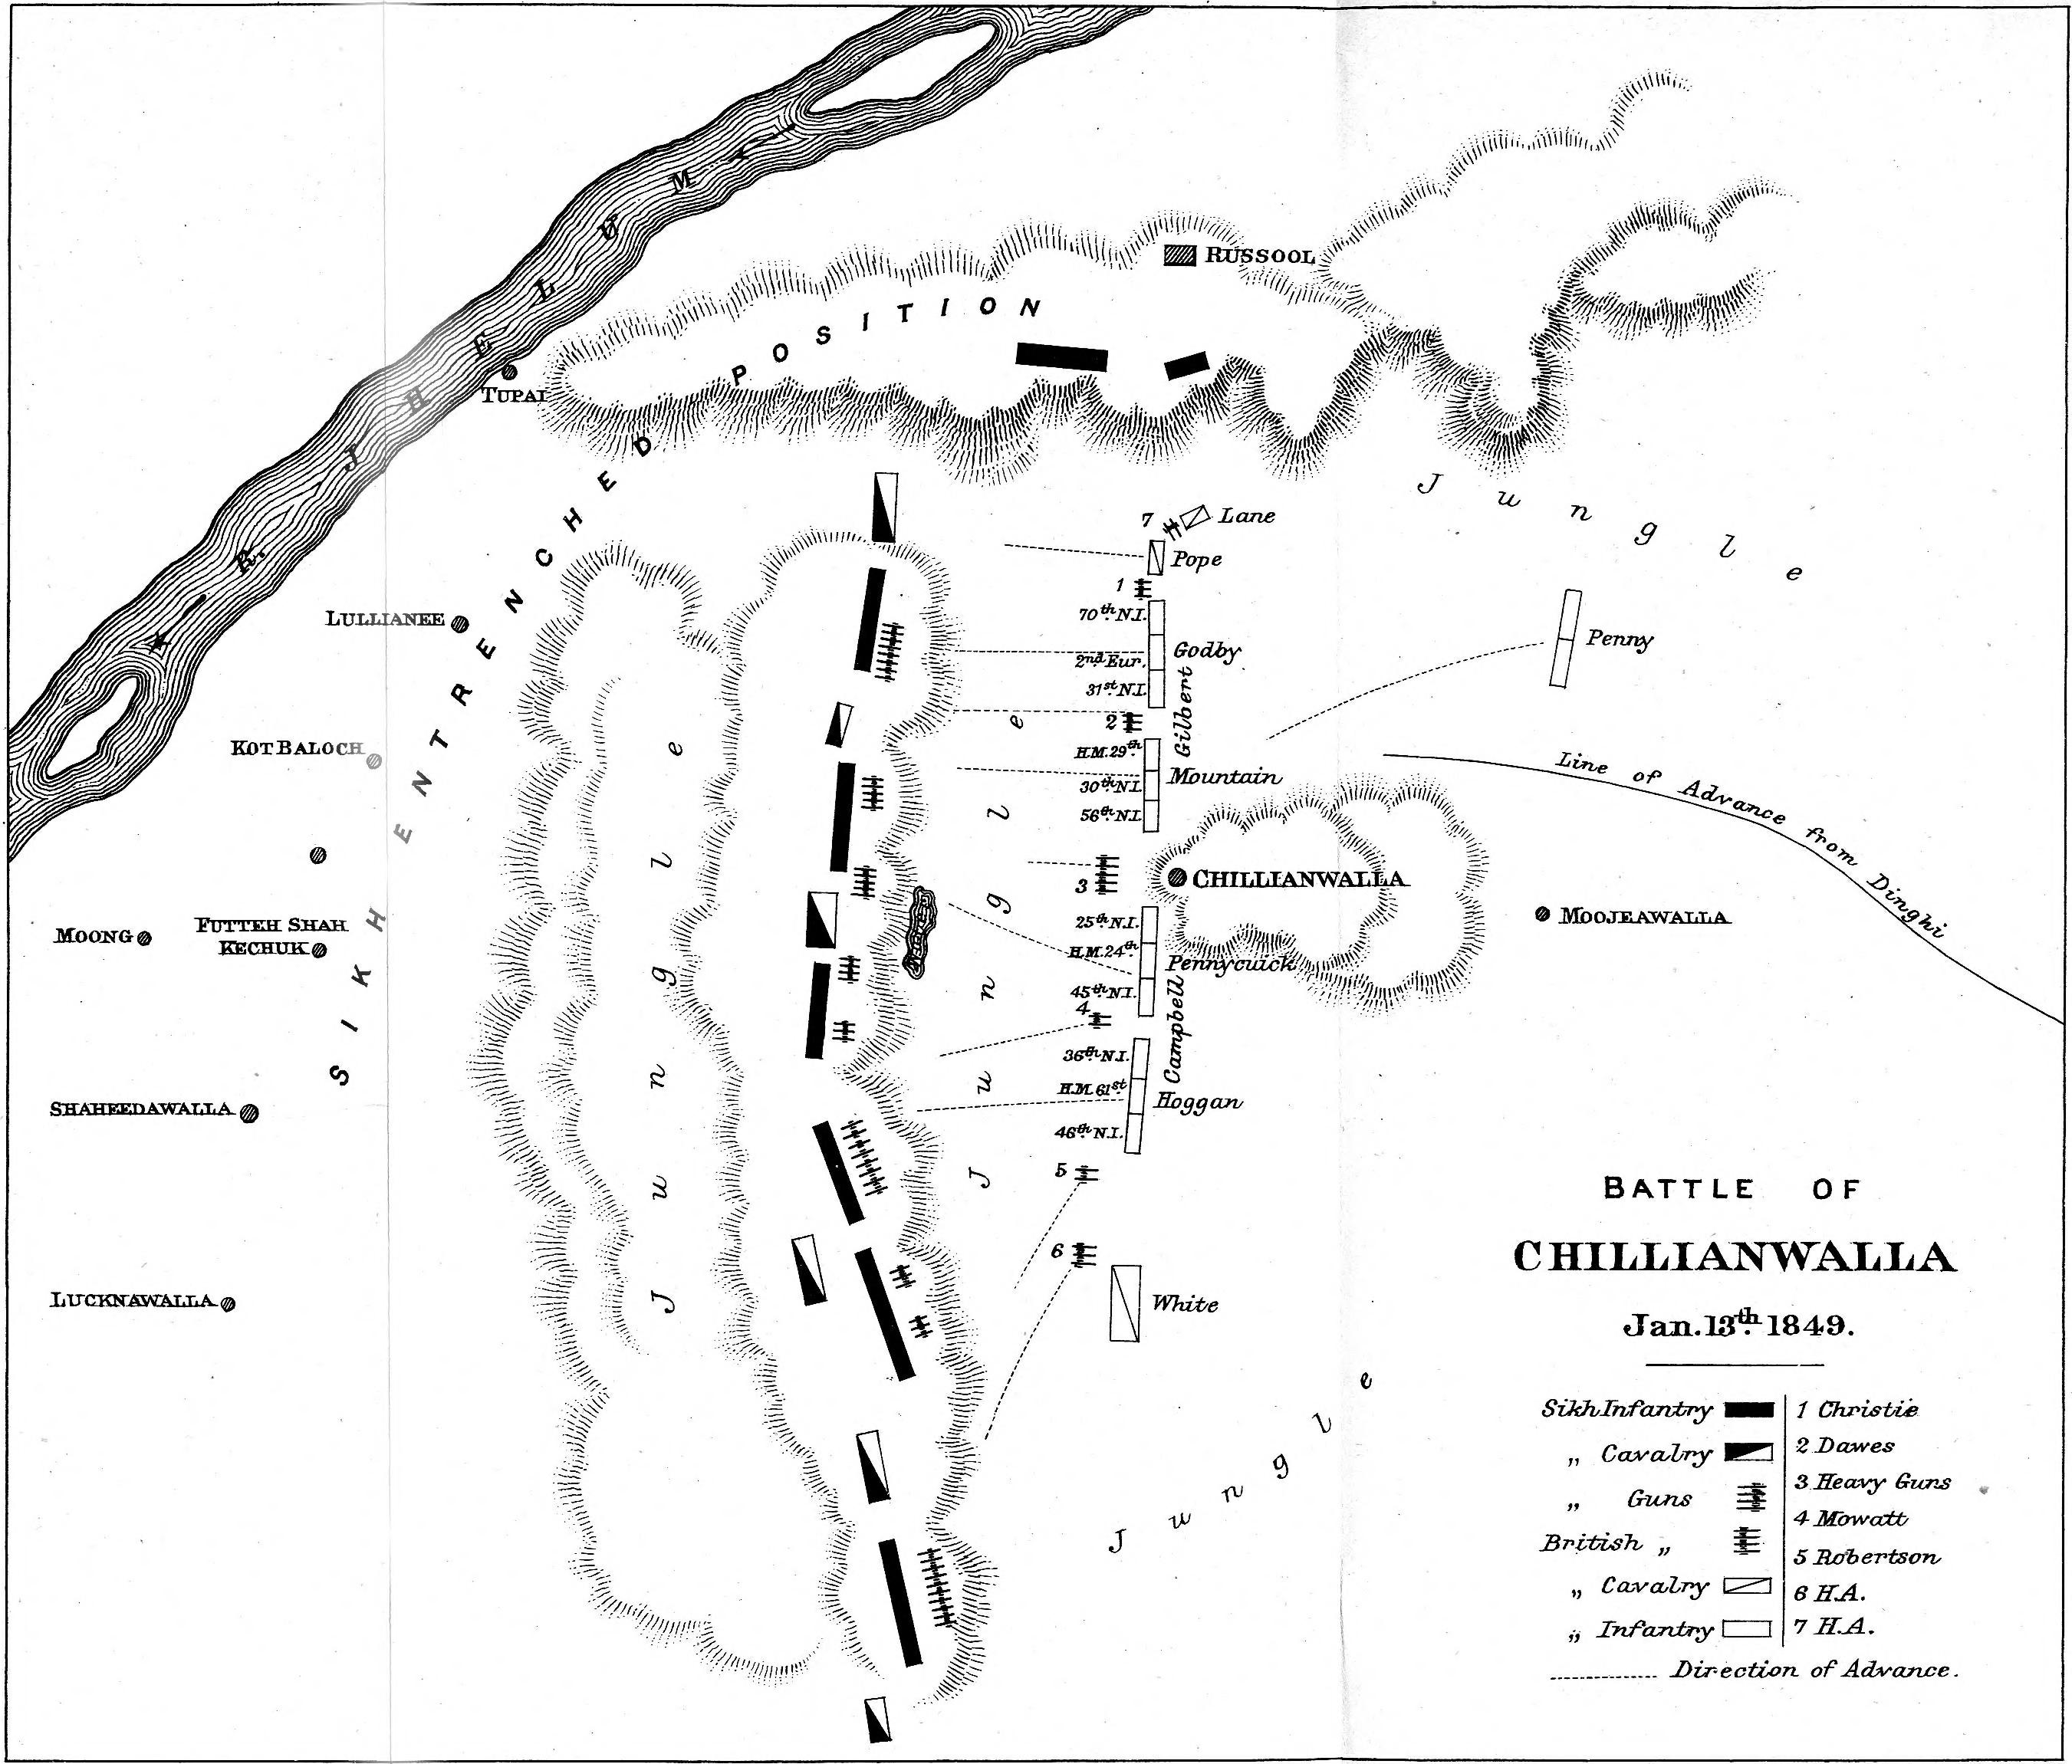 R. JHELUM
RUSSOOL
SIKH ENTRENCHED POSITION
TUPAI
Jungle
7 Lane
Pope
1
70th N.I.
LULLIANEE
Godby
2nd Eur.
31st N.I.
Penny
2
Gilbert
KOT BALOCH
H.M. 29th
Mountain
30th N.I.
56th N.I.
Line of Advance from Dinghi
Jungle
Jungle
3
CHILLIANWALLA
MOOJEAWALLA
MOONG
FUTTEH SHAH
KECHUK
25th N.I.
H.M. 24th
Pennycuick
45th N.I.
4
Campbell
36th N.I.
H.M. 61st
Hoggan
46th N.I.
SHAHEEDAWALLA
5
6
White
LUCKNAWALLA
Jungle
BATTLE OF
CHILLIANWALLA
Jan. 13th 1849.
Sikh Infantry
„ Cavalry
„ Guns
British „
„ Cavalry
„ Infantry
1 Christie
2 Dawes
3 Heavy Guns
4 Mowatt
5 Robertson
6 H.A.
7 H.A.
Direction of Advance.